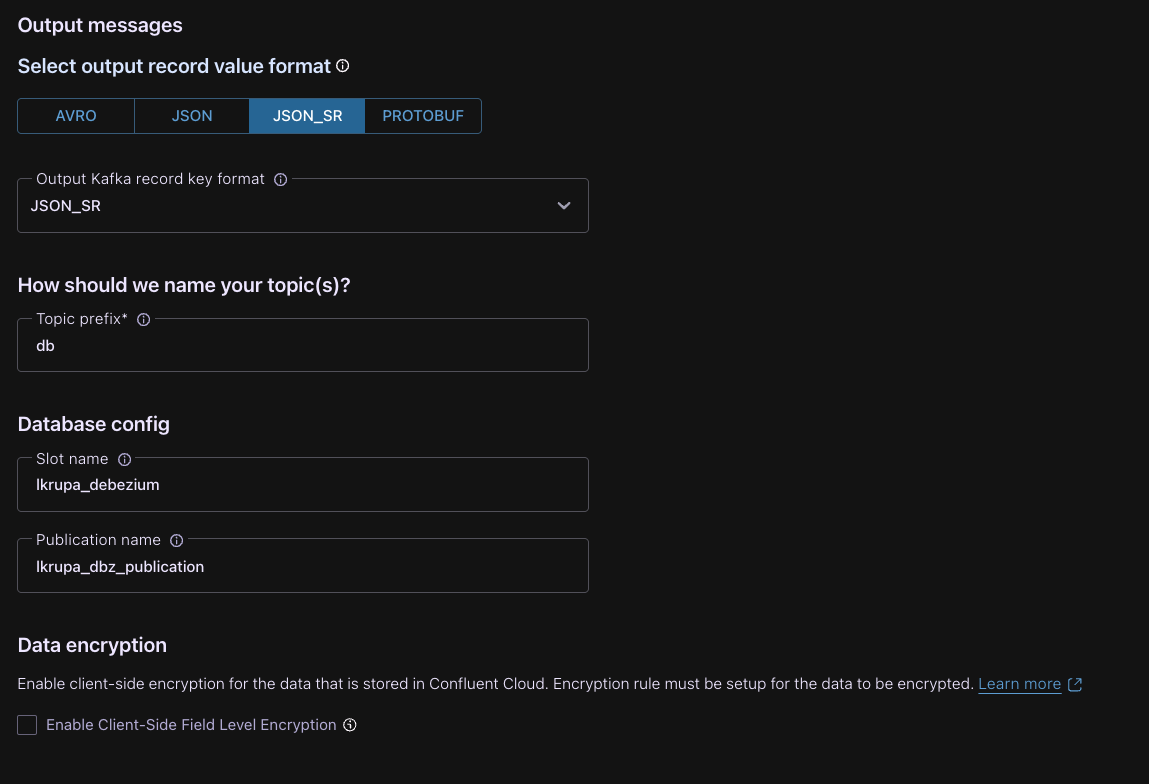 Output messages
Select output record value format
AVRO JSON JSON_SR PROTOBUF
Output Kafka record key format
JSON_SR
How should we name your topic(s)?
Topic prefix*
db
Database config
Slot name
lkrupa_debezium
Publication name
lkrupa_dbz_publication
Data encryption
Enable client-side encryption for the data that is stored in Confluent Cloud. Encryption rule must be setup for the data to be encrypted. Learn more
Enable Client-Side Field Level Encryption